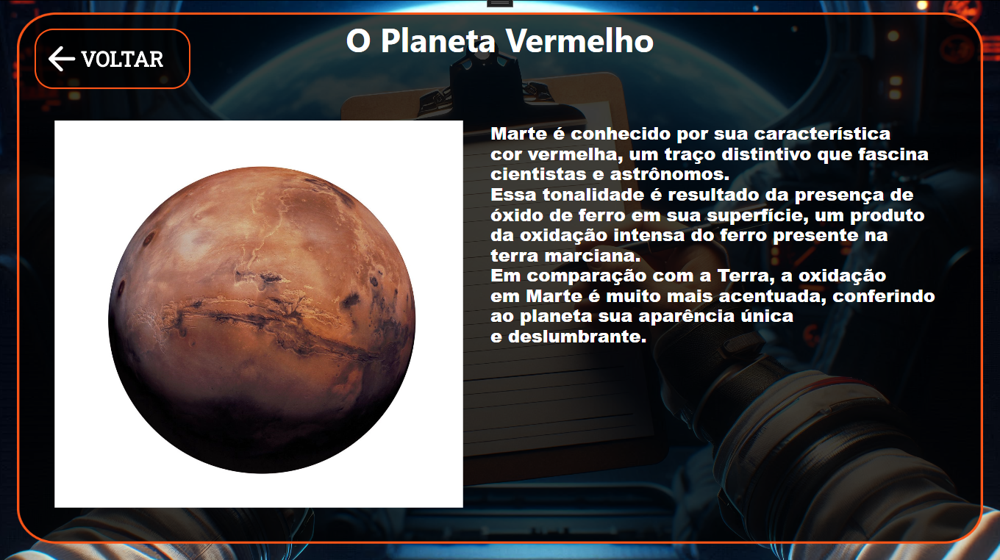 O Planeta Vermelho
VOLTAR
Marte é conhecido por sua característica
cor vermelha, um traço distintivo que fascina
cientistas e astrônomos.
Essa tonalidade é resultado da presença de
óxido de ferro em sua superfície, um produto
da oxidação intensa do ferro presente na
terra marciana.
Em comparação com a Terra, a oxidação
em Marte é muito mais acentuada, conferindo
ao planeta sua aparência única
e deslumbrante.